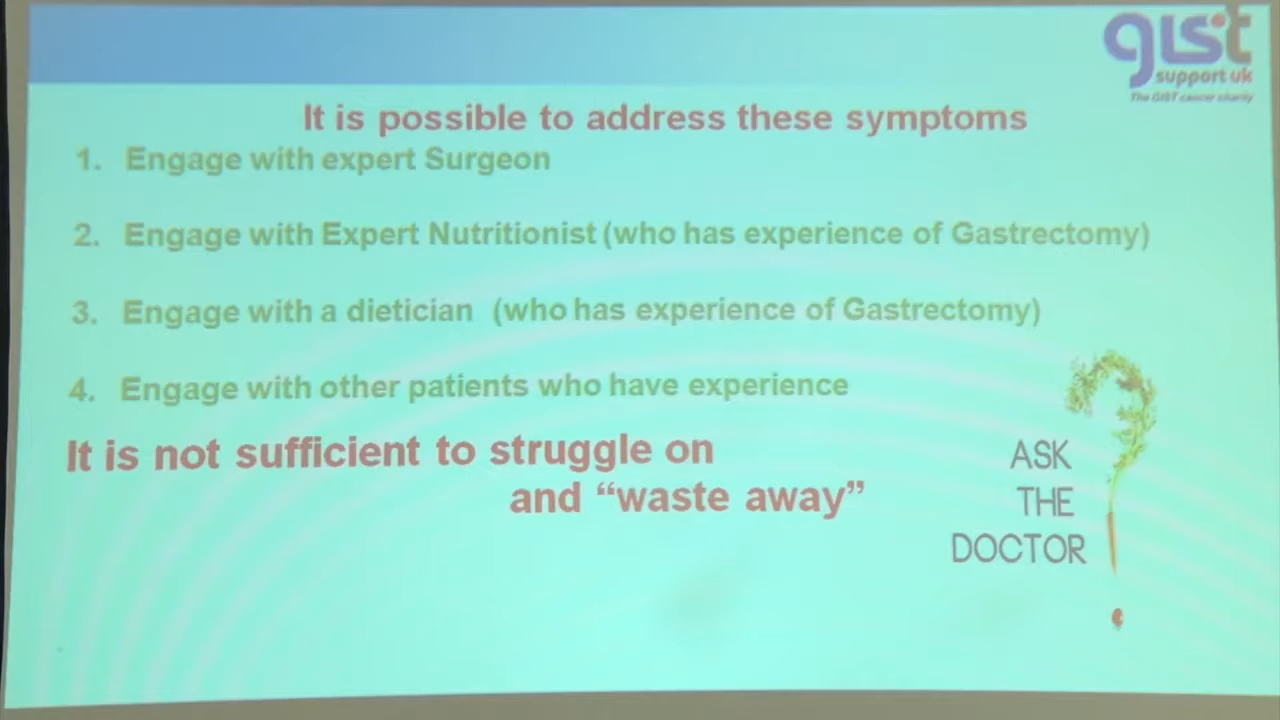 gist
support uk
The GIST cancer charity
It is possible to address these symptoms
1. Engage with expert Surgeon
2. Engage with Expert Nutritionist (who has experience of Gastrectomy)
3. Engage with a dietician (who has experience of Gastrectomy)
4. Engage with other patients who have experience
It is not sufficient to struggle on
and “waste away”
ASK
THE
DOCTOR